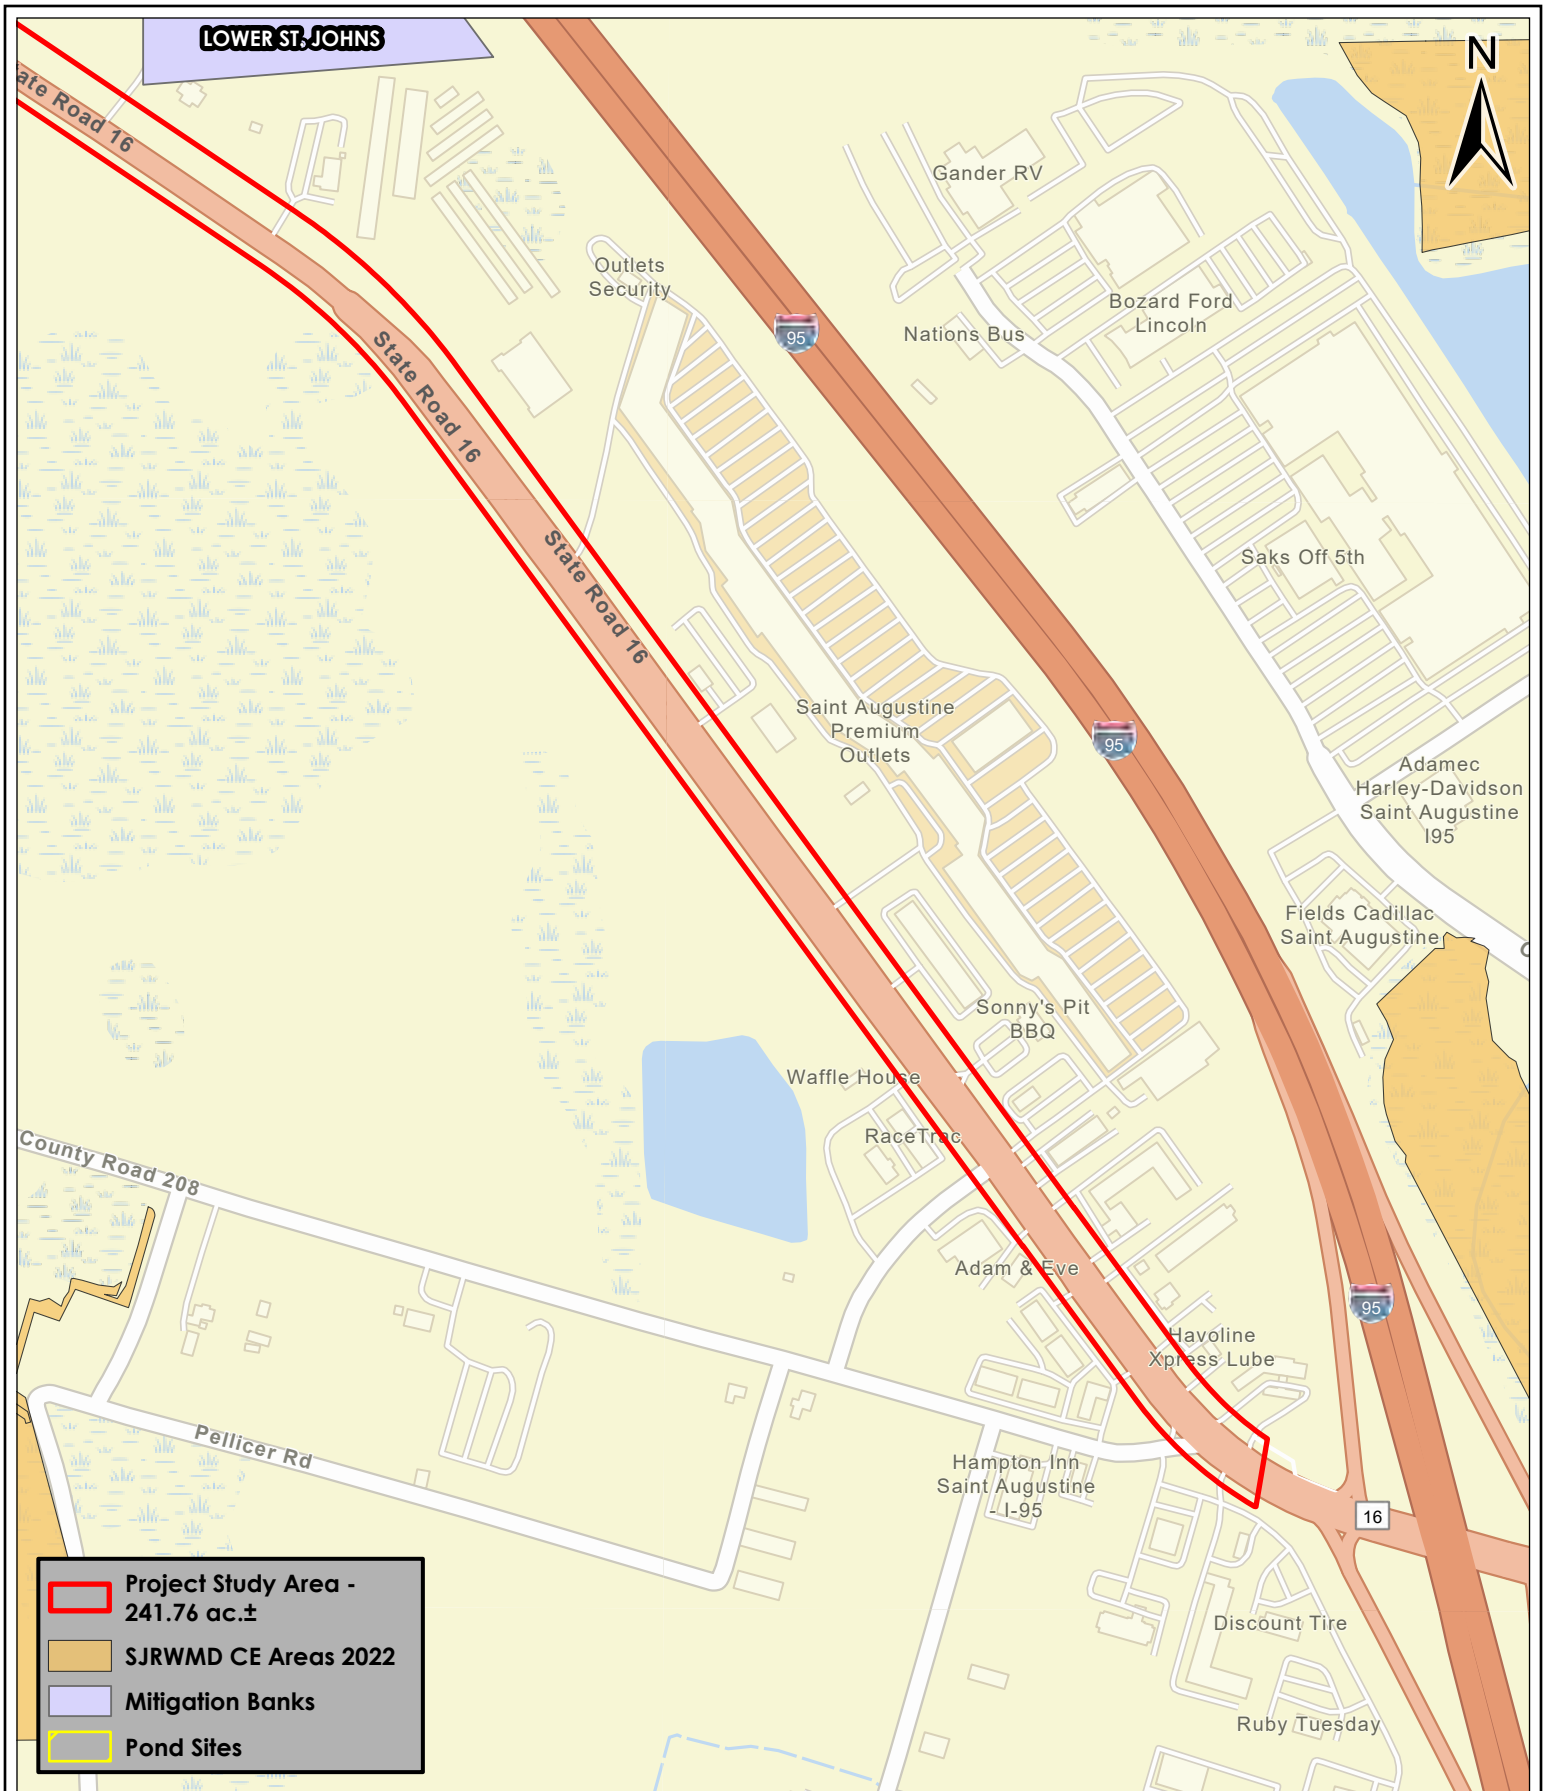 LOWER ST. JOHNS
N
ate Road 16
Gander RV
Outlets
Security
Bozard Ford
Lincoln
95
Nations Bus
State Road 16
State Road 16
Saks Off 5th
Saint Augustine
Premium
Outlets
95
Adamec
Harley-Davidson
Saint Augustine
I95
Fields Cadillac
Saint Augustine
Sonny's Pit
BBQ
Waffle House
RaceTrac
County Road 208
Adam & Eve
95
Havoline
Xpress Lube
Pellicer Rd
Hampton Inn
Saint Augustine
- I-95
16
Discount Tire
Ruby Tuesday
Project Study Area -
241.76 ac.±
SJRWMD CE Areas 2022
Mitigation Banks
Pond Sites